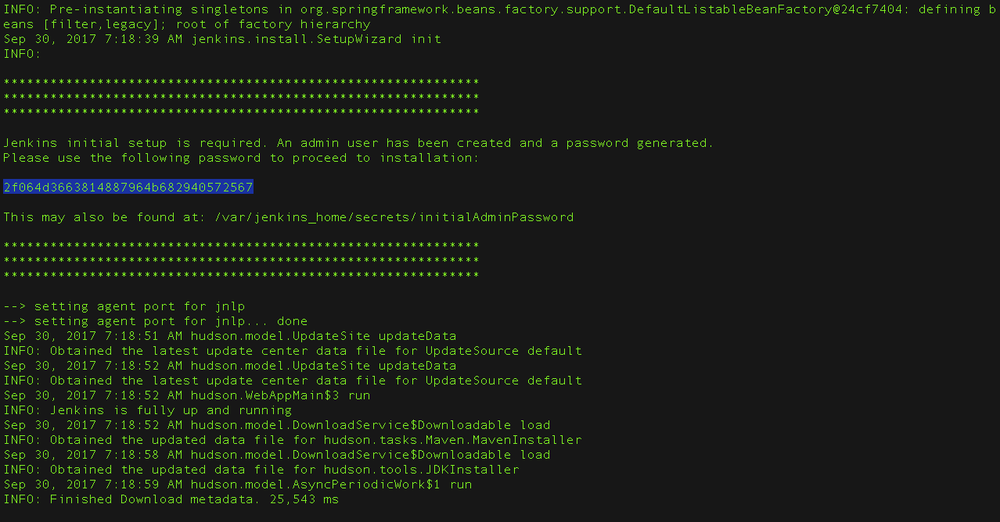 INFO: Pre-instantiating singletons in org.springframework.beans.factory.support.DefaultListableBeanFactory@24cf7404: defining b
eans [filter,legacy]; root of factory hierarchy
Sep 30, 2017 7:18:39 AM jenkins.install.SetupWizard init
INFO:
*************************************************************
*************************************************************
*************************************************************
Jenkins initial setup is required. An admin user has been created and a password generated.
Please use the following password to proceed to installation:
2f064d3663814887964b682940572567
This may also be found at: /var/jenkins_home/secrets/initialAdminPassword
*************************************************************
*************************************************************
*************************************************************
--> setting agent port for jnlp
--> setting agent port for jnlp... done
Sep 30, 2017 7:18:51 AM hudson.model.UpdateSite updateData
INFO: Obtained the latest update center data file for UpdateSource default
Sep 30, 2017 7:18:52 AM hudson.model.UpdateSite updateData
INFO: Obtained the latest update center data file for UpdateSource default
Sep 30, 2017 7:18:52 AM hudson.WebAppMain$3 run
INFO: Jenkins is fully up and running
Sep 30, 2017 7:18:52 AM hudson.model.DownloadService$Downloadable load
INFO: Obtained the updated data file for hudson.tasks.Maven.MavenInstaller
Sep 30, 2017 7:18:58 AM hudson.model.DownloadService$Downloadable load
INFO: Obtained the updated data file for hudson.tools.JDKInstaller
Sep 30, 2017 7:18:59 AM hudson.model.AsyncPeriodicWork$1 run
INFO: Finished Download metadata. 25,543 ms